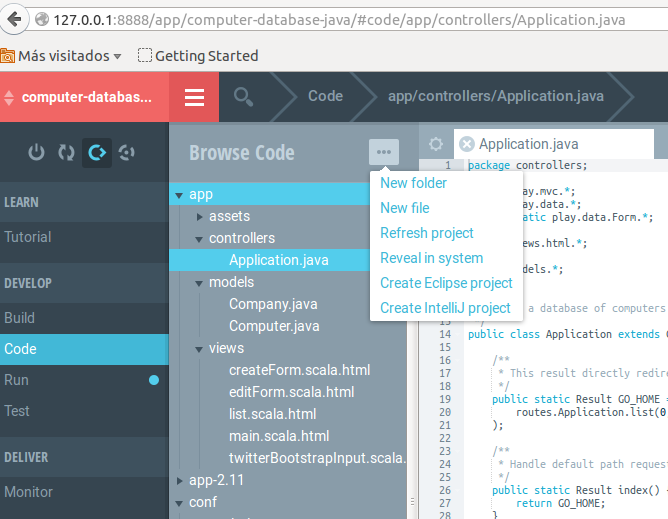 127.0.0.1:8888/app/computer-database-java/#code/app/controllers/Application.java
Más visitados
Getting Started
computer-databas...
Code
app/controllers/Application.java
LEARN
Tutorial
DEVELOP
Build
Code
Run
Test
DELIVER
Monitor
Browse Code
app
assets
controllers
Application.java
models
Company.java
Computer.java
views
createForm.scala.html
editForm.scala.html
list.scala.html
main.scala.html
twitterBootstrapInput.scala.
app-2.11
conf
New folder
New file
Refresh project
Reveal in system
Create Eclipse project
Create IntelliJ project
Application.java
1 package controllers;
ay.mvc.*;
ay.data.*;
tatic play.data.Form.*;
ews.html.*;
dels.*;
a database of computers
13 */
14 public class Application extends
15
16 /**
17 * This result directly redire
18 */
19 public static Result GO_HOME =
20 routes.Application.list(0
21 );
22
23 /**
24 * Handle default path request
25 */
26 public static Result index() {
27 return GO_HOME;
28 }